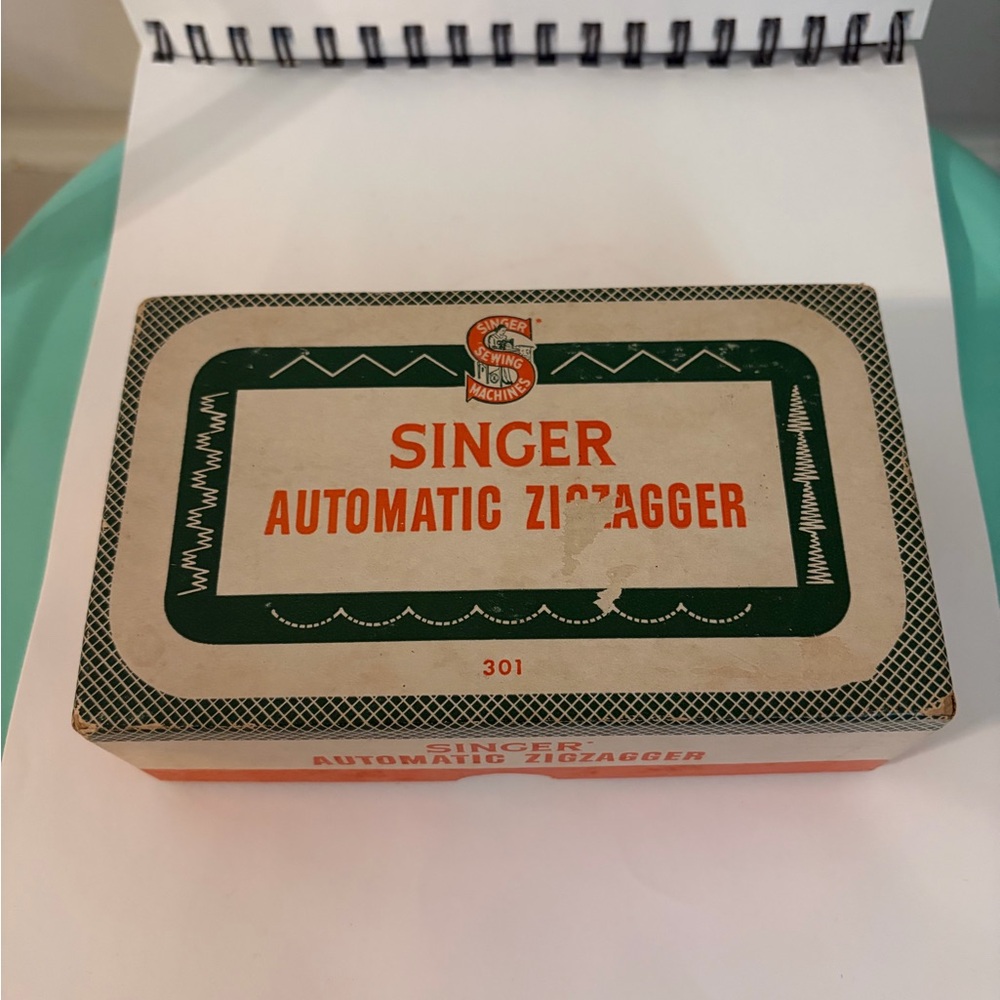 SINGER
SEWING
MACHINES
SINGER
AUTOMATIC ZIGZAGGER
301
SINGER
AUTOMATIC ZIGZAGGER